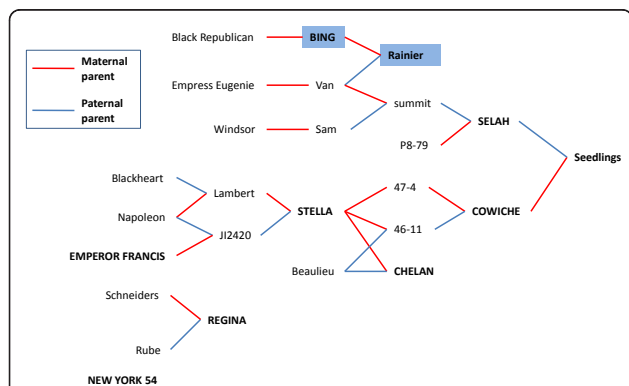 Maternal
parent
Paternal
parent
Black Republican
BING
Rainier
Empress Eugenie
Van
summit
SELAH
Windsor
Sam
P8-79
Seedlings
Blackheart
Lambert
47-4
Napoleon
STELLA
COWICHE
JI2420
46-11
EMPEROR FRANCIS
Beaulieu
CHELAN
Schneiders
REGINA
Rube
NEW YORK 54